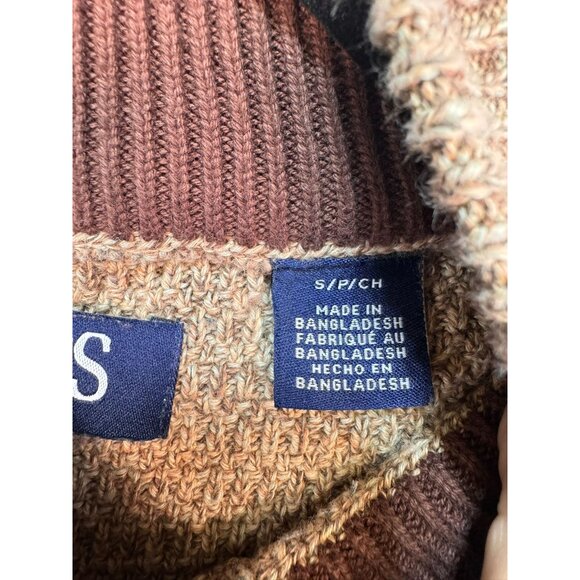 S
S/P/CH
MADE IN
BANGLADESH
FABRIQUÉ AU
BANGLADESH
HECHO EN
BANGLADESH